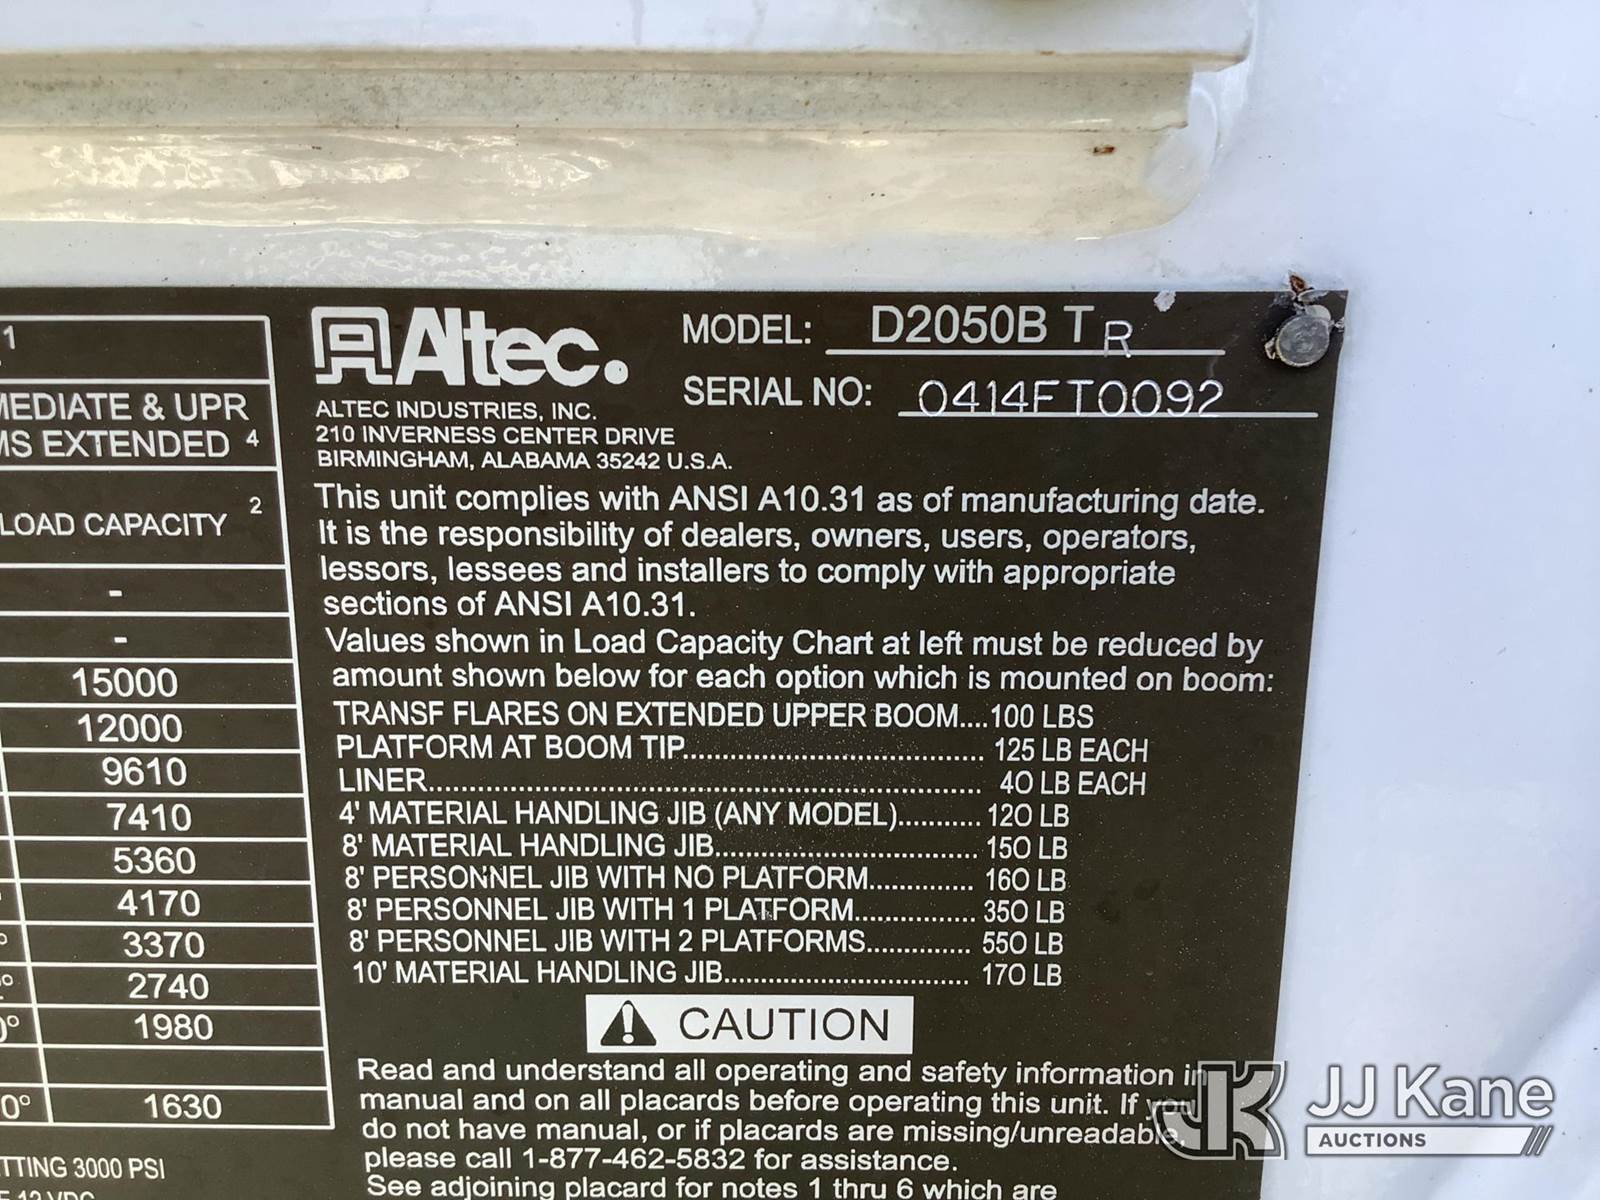 1
MEDIATE & UPR
MS EXTENDED 4
LOAD CAPACITY 2
-
-
15000
12000
9610
7410
5360
4170
3370
2740
1980
0° 1630
TTING 3000 PSI
12 VDC
Altec.
MODEL: D2050B TR
SERIAL NO: 0414FT0092
ALTEC INDUSTRIES, INC.
210 INVERNESS CENTER DRIVE
BIRMINGHAM, ALABAMA 35242 U.S.A.
This unit complies with ANSI A10.31 as of manufacturing date.
It is the responsibility of dealers, owners, users, operators,
lessors, lessees and installers to comply with appropriate
sections of ANSI A10.31.
Values shown in Load Capacity Chart at left must be reduced by
amount shown below for each option which is mounted on boom:
TRANSF FLARES ON EXTENDED UPPER BOOM....100 LBS
PLATFORM AT BOOM TIP.................................. 125 LB EACH
LINER............................................................... 40 LB EACH
4' MATERIAL HANDLING JIB (ANY MODEL)........... 120 LB
8' MATERIAL HANDLING JIB................................ 150 LB
8' PERSONNEL JIB WITH NO PLATFORM............. 160 LB
8' PERSONNEL JIB WITH 1 PLATFORM............... 350 LB
8' PERSONNEL JIB WITH 2 PLATFORMS............. 550 LB
10' MATERIAL HANDLING JIB.............................. 170 LB
CAUTION
Read and understand all operating and safety information in
manual and on all placards before operating this unit. If you
do not have manual, or if placards are missing/unreadable,
please call 1-877-462-5832 for assistance.
See adjoining placard for notes 1 thru 6 which are
JK JJ Kane
AUCTIONS